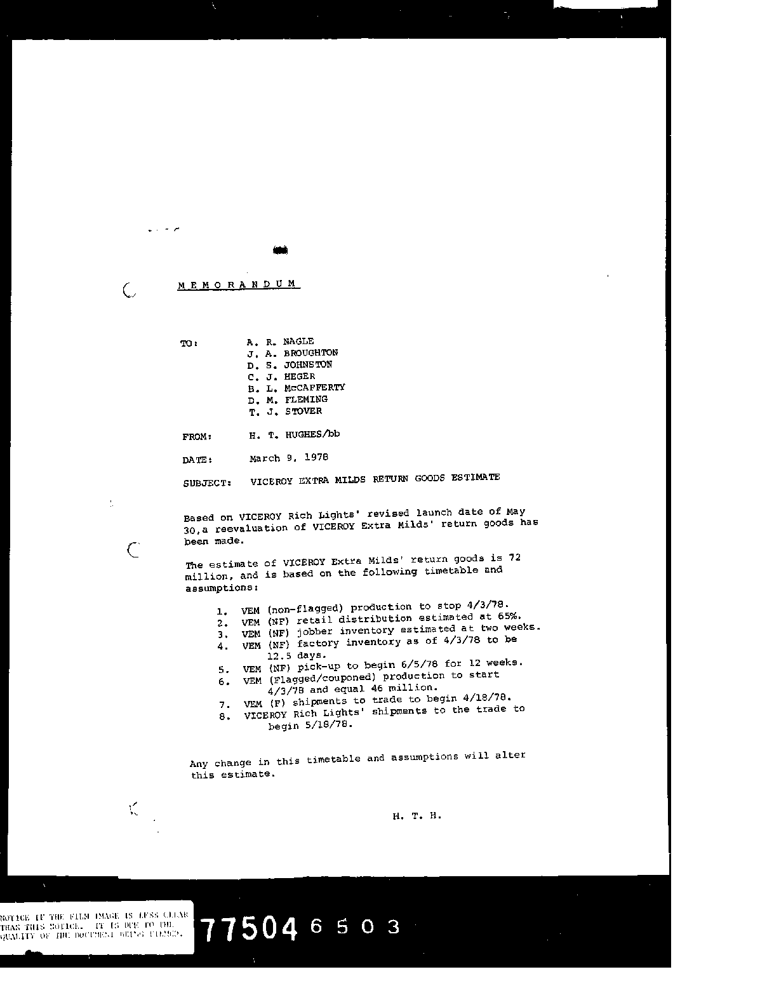 M E M O R A N D U M
TO: A. R. NAGLE
J. A. BROUGHTON
D. S. JOHNSTON
C. J. HEGER
B. L. McCAFFERTY
D. M. FLEMING
T. J. STOVER
FROM: H. T. HUGHES/bb
DATE: March 9, 1978
SUBJECT: VICEROY EXTRA MILDS RETURN GOODS ESTIMATE
Based on VICEROY Rich Lights' revised launch date of May
30,a reevaluation of VICEROY Extra Milds' return goods has
been made.
The estimate of VICEROY Extra Milds' return goods is 72
million, and is based on the following timetable and
assumptions:
1. VEM (non-flagged) production to stop 4/3/78.
2. VEM (NF) retail distribution estimated at 65%.
3. VEM (NF) jobber inventory estimated at two weeks.
4. VEM (NF) factory inventory as of 4/3/78 to be
12.5 days.
5. VEM (NF) pick-up to begin 6/5/78 for 12 weeks.
6. VEM (Flagged/couponed) production to start
4/3/78 and equal 46 million.
7. VEM (F) shipments to trade to begin 4/18/78.
8. VICEROY Rich Lights' shipments to the trade to
begin 5/18/78.
Any change in this timetable and assumptions will alter
this estimate.
H. T. H.
NOTICE IF THE FILM IMAGE IS LESS CLEAR
THAN THIS NOTICE. IT IS DUE TO THE
QUALITY OF THE DOCUMENT BEING FILMED.
77504 6503